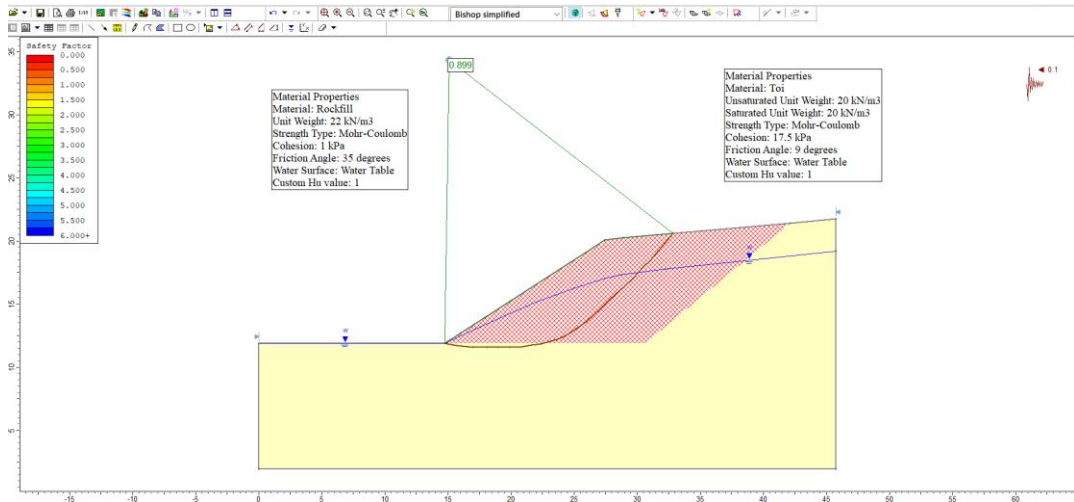 Bishop simplified
Safety Factor
0.000
0.500
1.000
1.500
2.000
2.500
3.000
3.500
4.000
4.500
5.000
5.500
6.000+
0.899
Material Properties
Material: Rockfill
Unit Weight: 22 kN/m3
Strength Type: Mohr-Coulomb
Cohesion: 1 kPa
Friction Angle: 35 degrees
Water Surface: Water Table
Custom Hu value: 1
Material Properties
Material: Toi
Unsaturated Unit Weight: 20 kN/m3
Saturated Unit Weight: 20 kN/m3
Strength Type: Mohr-Coulomb
Cohesion: 17.5 kPa
Friction Angle: 9 degrees
Water Surface: Water Table
Custom Hu value: 1
0.1
35
30
25
20
15
10
5
W
W
-15 -10 -5 0 5 10 15 20 25 30 35 40 45 50 55 60